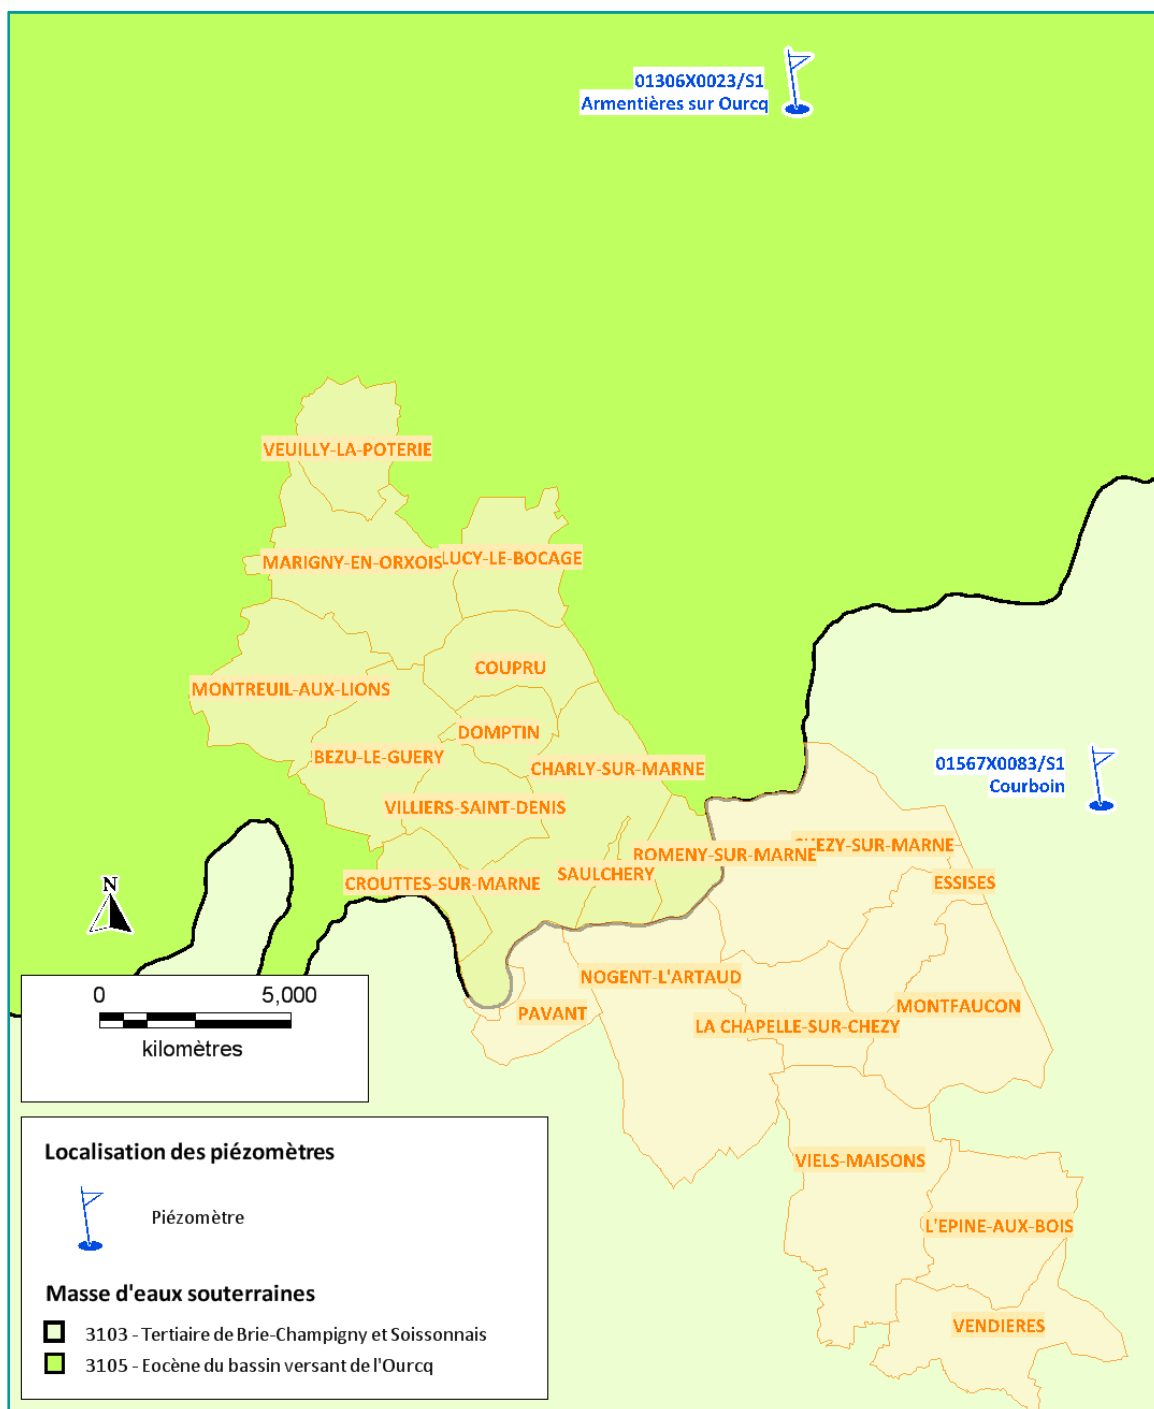 01306X0023/S1
Armentières sur Ourcq
VEUILLY-LA-POTERIE
MARIGNY-EN-ORXOIS
LUCY-LE-BOCAGE
COUPRU
MONTREUIL-AUX-LIONS
DOMPTIN
BEZU-LE-GUERY
CHARLY-SUR-MARNE
01567X0083/S1
Courboin
VILLIERS-SAINT-DENIS
ROMENY-SUR-MARNE
CHEZY-SUR-MARNE
SAULCHERY
CROUTTES-SUR-MARNE
ESSISES
N
NOGENT-L'ARTAUD
PAVANT
MONTFAUCON
LA CHAPELLE-SUR-CHEZY
0 5,000
kilomètres
VIELS-MAISONS
L'EPINE-AUX-BOIS
VENDIERES
Localisation des piézomètres
Piézomètre
Masse d'eaux souterraines
3103 - Tertiaire de Brie-Champigny et Soissonnais
3105 - Eocène du bassin versant de l'Ourcq